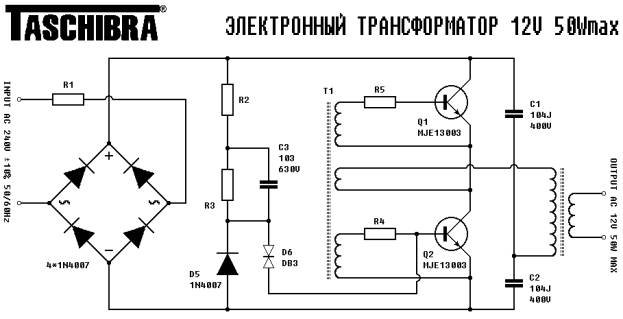 TASCHIBRA®
ЭЛЕКТРОННЫЙ ТРАНСФОРМАТОР 12V 50Wmax
INPUT AC 240V ±10%, 50/60Hz
R1
+
~
~
−
4*1N4007
R2
R3
C3
103
630V
D5
1N4007
D6
DB3
T1
R5
Q1
MJE13003
R4
Q2
MJE13003
C1
104J
400V
C2
104J
400V
OUTPUT AC 12V 50W MAX